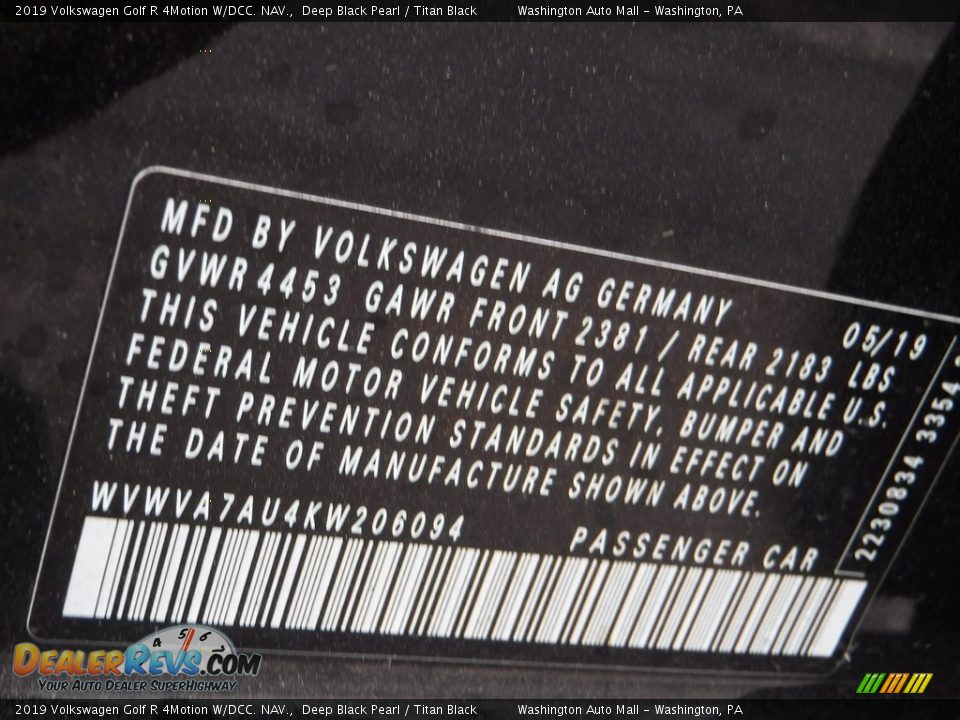 2019 Volkswagen Golf R 4Motion W/DCC. NAV., Deep Black Pearl / Titan Black Washington Auto Mall - Washington, PA
MFD BY VOLKSWAGEN AG GERMANY 05/19
GVWR 4453 GAWR FRONT 2381 / REAR 2183 LBS
THIS VEHICLE CONFORMS TO ALL APPLICABLE U.S.
FEDERAL MOTOR VEHICLE SAFETY, BUMPER AND
THEFT PREVENTION STANDARDS IN EFFECT ON
THE DATE OF MANUFACTURE SHOWN ABOVE.
WVWVA7AU4KW206094 PASSENGER CAR
2230834 3354
4 5 6
DEALERREVS.COM
YOUR AUTO DEALER SUPERHIGHWAY
2019 Volkswagen Golf R 4Motion W/DCC. NAV., Deep Black Pearl / Titan Black Washington Auto Mall - Washington, PA